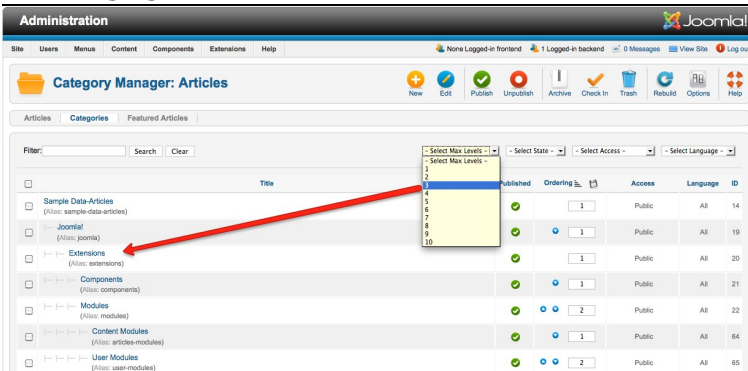 Administration
Joomla!
Site Users Menus Content Components Extensions Help
None Logged-in frontend 1 Logged-in backend 0 Messages View Site Log ou
Category Manager: Articles
New Edit Publish Unpublish Archive Check In Trash Rebuild Options Help
Articles Categories Featured Articles
Filter: Search Clear
- Select Max Levels - - Select State - - Select Access - - Select Language -
- Select Max Levels -
1
2
3
4
5
6
7
8
9
10
Title Published Ordering Access Language ID
Sample Data-Articles 1 Public All 14
(Alias: sample-data-articles)
Joomla! 1 Public All 19
(Alias: joomla)
Extensions 1 Public All 20
(Alias: extensions)
Components 1 Public All 21
(Alias: components)
Modules 2 Public All 22
(Alias: modules)
Content Modules 1 Public All 64
(Alias: articles-modules)
User Modules 2 Public All 65
(Alias: user-modules)